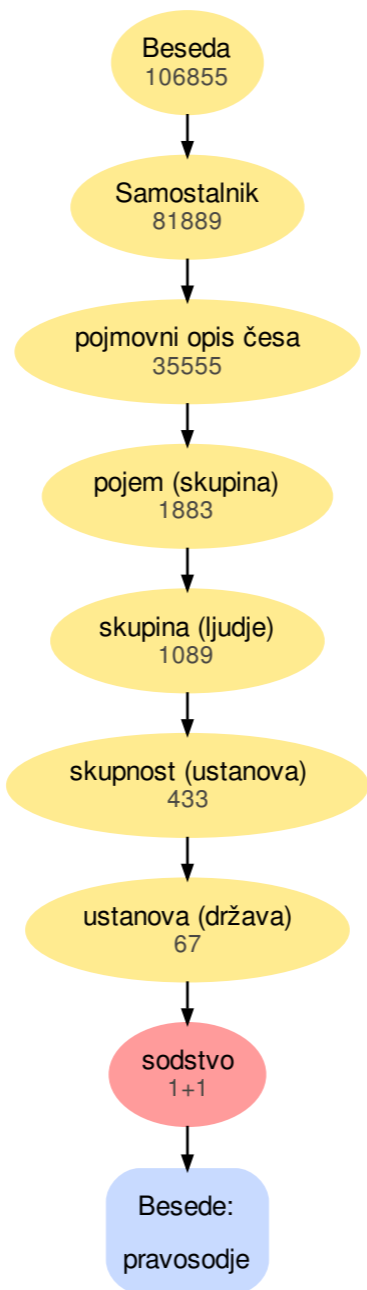 Beseda
106855
Samostalnik
81889
pojmovni opis česa
35555
pojem (skupina)
1883
skupina (ljudje)
1089
skupnost (ustanova)
433
ustanova (država)
67
sodstvo
1+1
Besede:
pravosodje